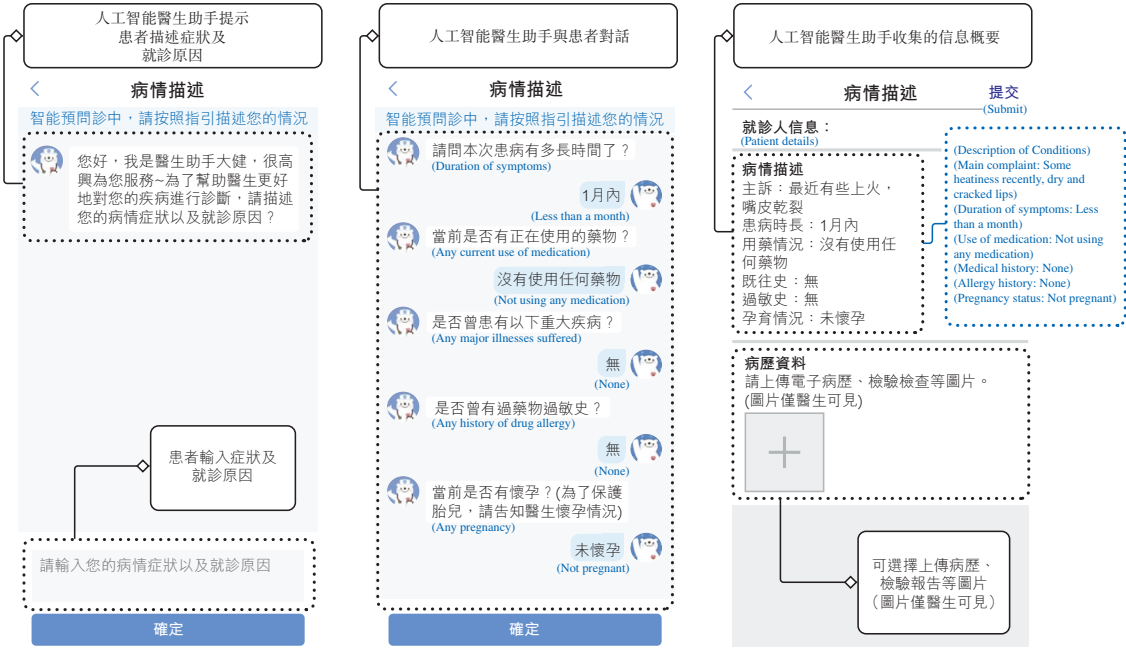 人工智能醫生助手提示
患者描述症狀及
就診原因
病情描述
智能預問診中，請按照指引描述您的情況
您好，我是醫生助手大健，很高
興為您服務~為了幫助醫生更好
地對您的疾病進行診斷，請描述
您的病情症狀以及就診原因？
患者輸入症狀及
就診原因
請輸入您的病情症狀以及就診原因
確定
人工智能醫生助手與患者對話
病情描述
智能預問診中，請按照指引描述您的情況
請問本次患病有多長時間了？
(Duration of symptoms)
1月內
(Less than a month)
當前是否有正在使用的藥物？
(Any current use of medication)
沒有使用任何藥物
(Not using any medication)
是否曾患有以下重大疾病？
(Any major illnesses suffered)
無
(None)
是否曾有過藥物過敏史？
(Any history of drug allergy)
無
(None)
當前是否有懷孕？(為了保護
胎兒，請告知醫生懷孕情況)
(Any pregnancy)
未懷孕
(Not pregnant)
確定
人工智能醫生助手收集的信息概要
病情描述
提交
(Submit)
就診人信息：
(Patient details)
病情描述
主訴：最近有些上火，
嘴皮乾裂
患病時長：1月內
用藥情況：沒有使用任
何藥物
既往史：無
過敏史：無
孕育情況：未懷孕
(Description of Conditions)
(Main complaint: Some
heatiness recently, dry and
cracked lips)
(Duration of symptoms: Less
than a month)
(Use of medication: Not using
any medication)
(Medical history: None)
(Allergy history: None)
(Pregnancy status: Not pregnant)
病歷資料
請上傳電子病歷、檢驗檢查等圖片。
(圖片僅醫生可見)
可選擇上傳病歷、
檢驗報告等圖片
（圖片僅醫生可見）